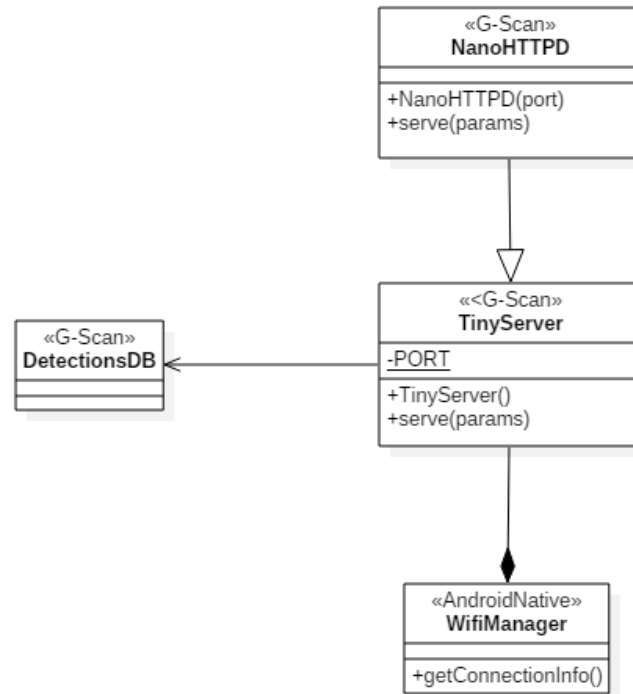 «G-Scan»
NanoHTTPD
+NanoHTTPD(port)
+serve(params)
«<G-Scan»
TinyServer
-PORT
+TinyServer()
+serve(params)
«G-Scan»
DetectionsDB
«AndroidNative»
WifiManager
+getConnectionInfo()